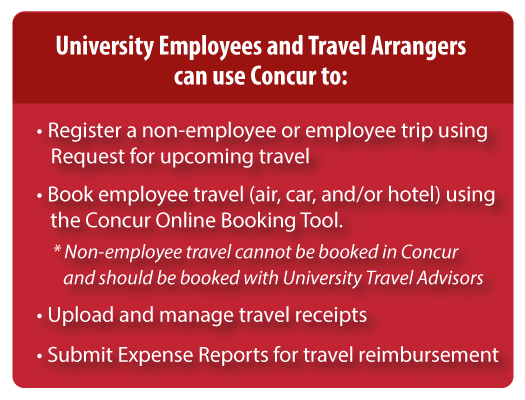 University Employees and Travel Arrangers
can use Concur to:
• Register a non-employee or employee trip using
Request for upcoming travel
• Book employee travel (air, car, and/or hotel) using
the Concur Online Booking Tool.
* Non-employee travel cannot be booked in Concur
and should be booked with University Travel Advisors
• Upload and manage travel receipts
• Submit Expense Reports for travel reimbursement